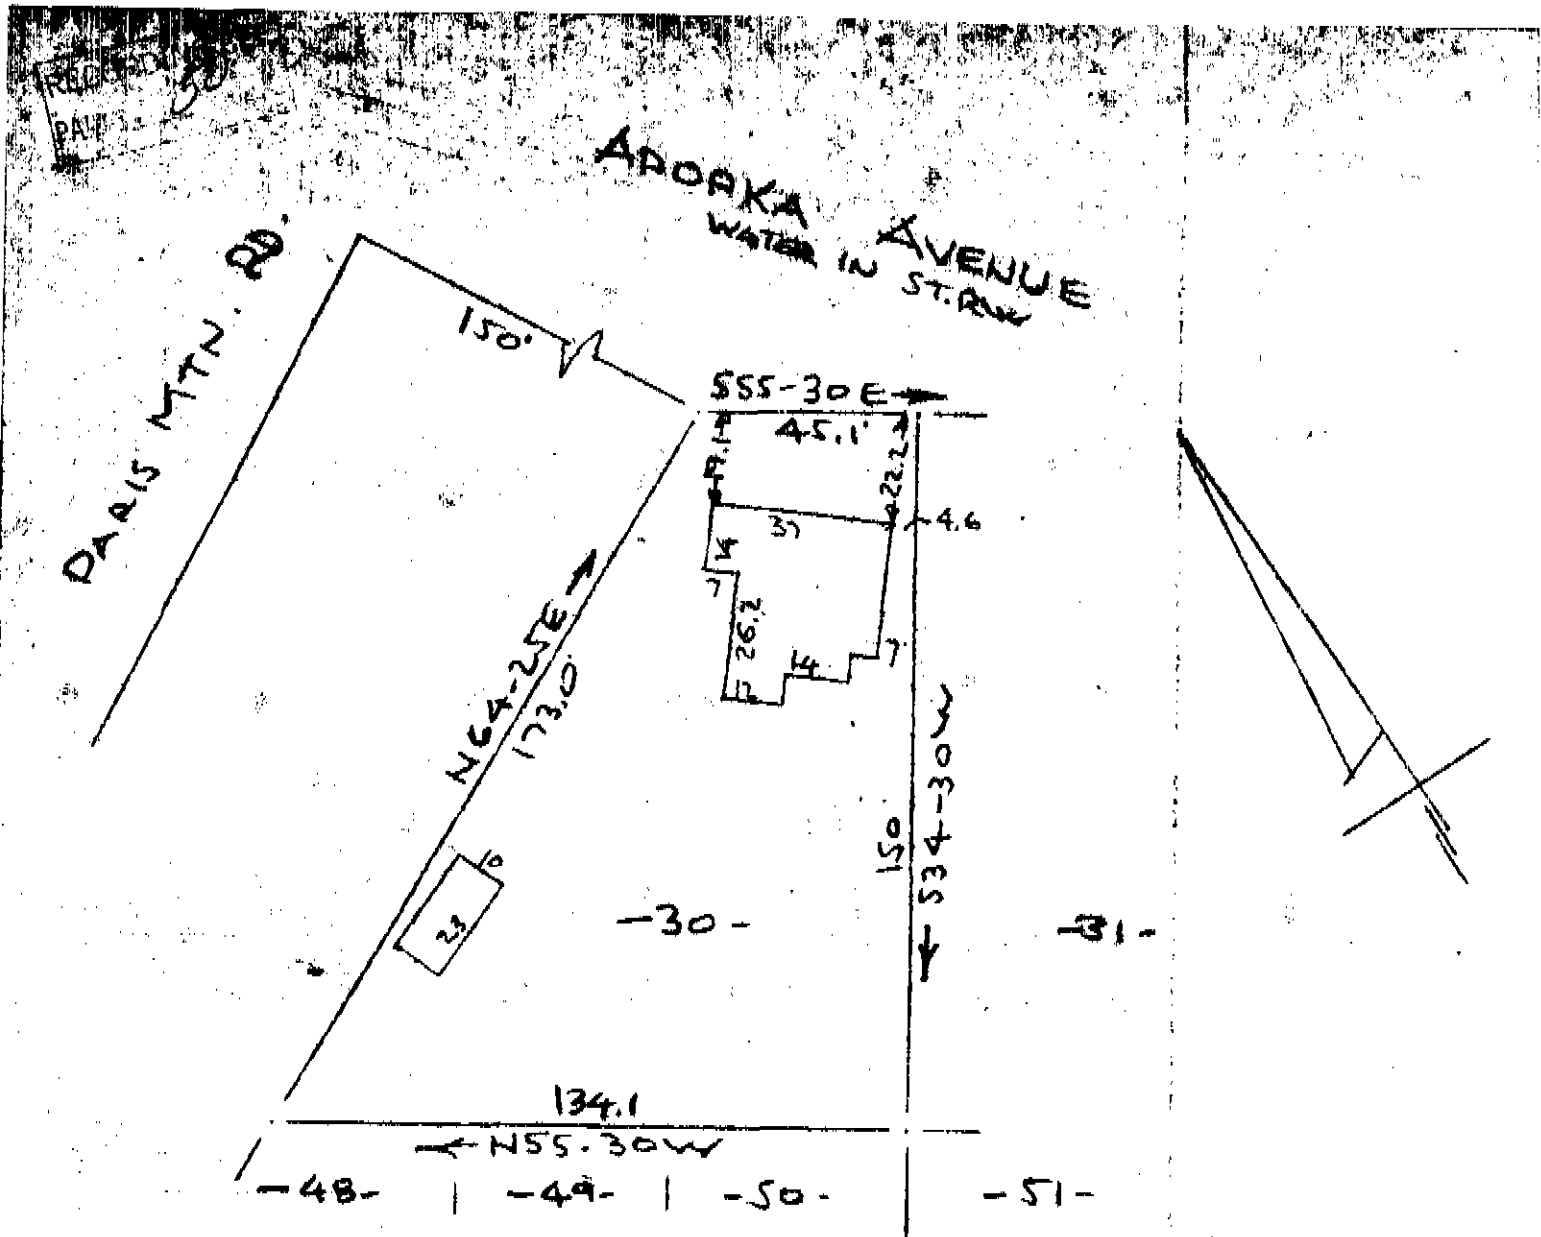 APOAKA AVENUE
WATER IN ST. R/W
PARIS MTN. RD.
150'
S55-30E
45.1'
22.2
37
4.6
14
7
26.2
14
7
N64-25E
173.0'
150
S34-30W
10
23
-30-
-31-
134.1
N55.30W
-48- | -49- | -50- -51-